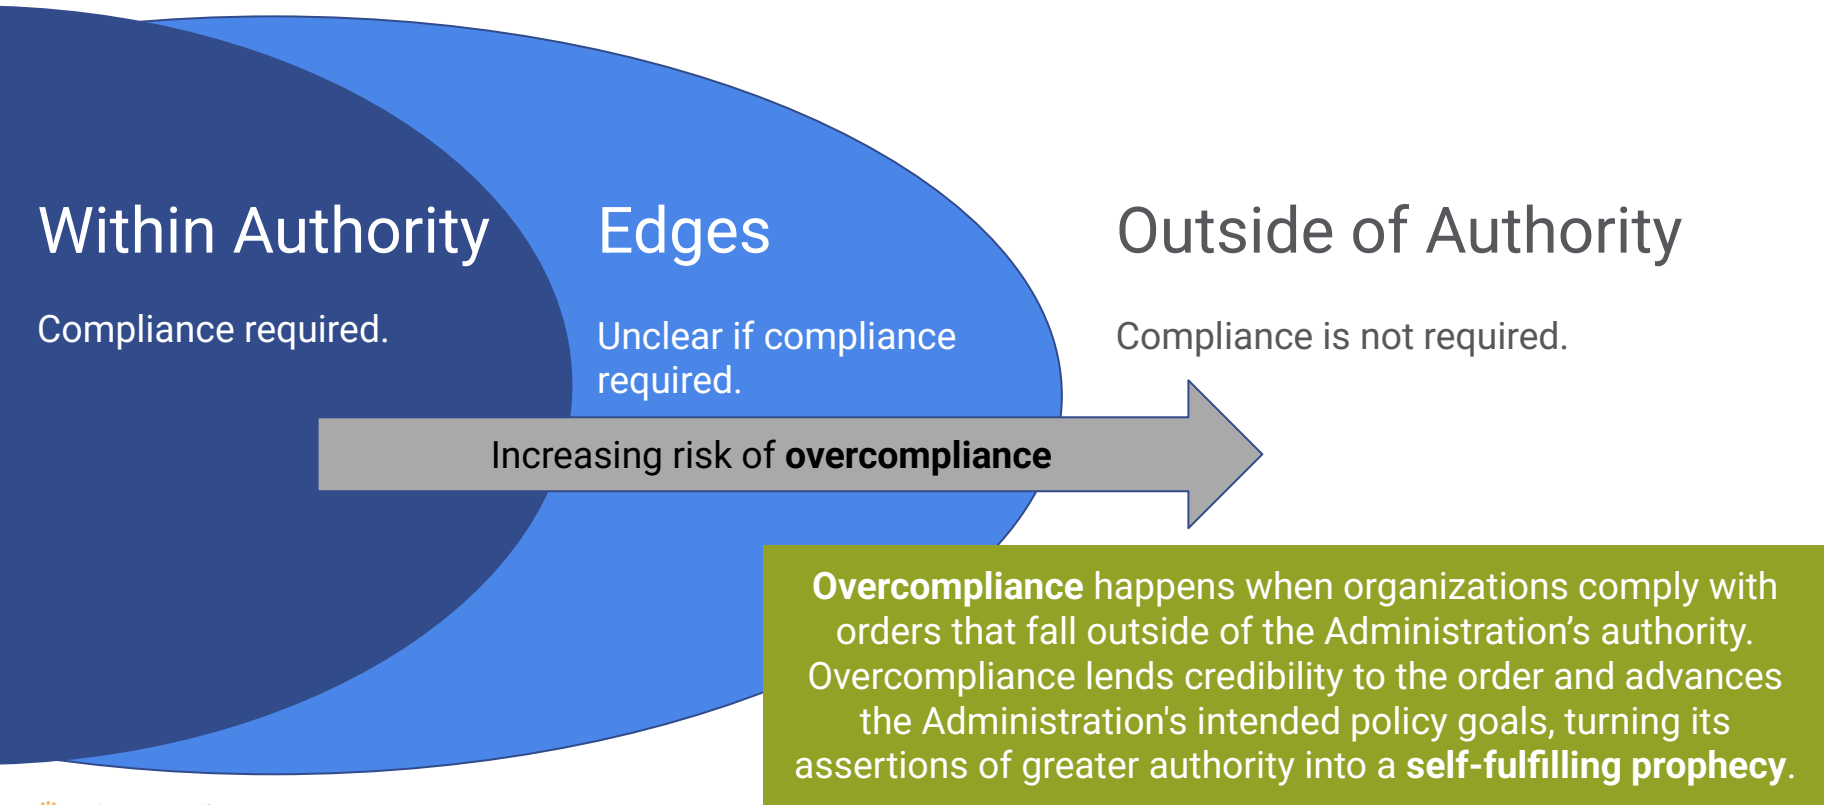 Within Authority
Compliance required.
Edges
Unclear if compliance
required.
Outside of Authority
Compliance is not required.
Increasing risk of overcompliance
Overcompliance happens when organizations comply with
orders that fall outside of the Administration’s authority.
Overcompliance lends credibility to the order and advances
the Administration's intended policy goals, turning its
assertions of greater authority into a self-fulfilling prophecy.